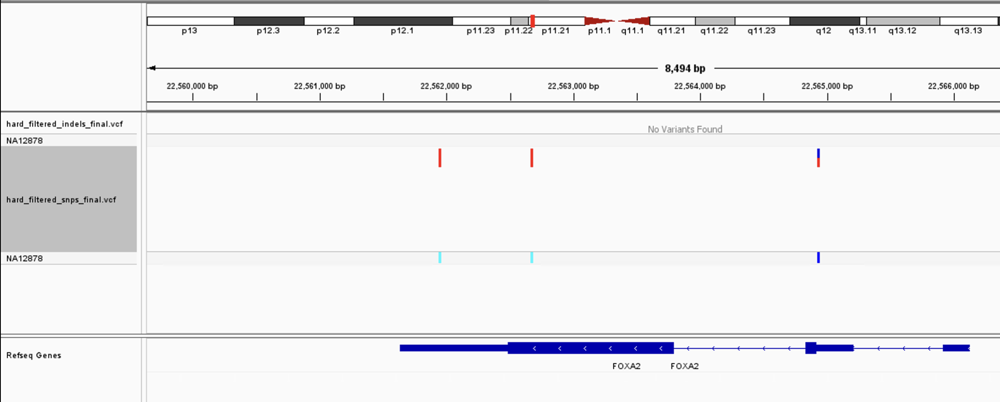 p13 p12.3 p12.2 p12.1 p11.23 p11.22 p11.21 p11.1 q11.1 q11.21 q11.22 q11.23 q12 q13.11 q13.12 q13.13
8,494 bp
22,560,000 bp 22,561,000 bp 22,562,000 bp 22,563,000 bp 22,564,000 bp 22,565,000 bp 22,566,000 bp
hard_filtered_indels_final.vcf
No Variants Found
NA12878
hard_filtered_snps_final.vcf
NA12878
Refseq Genes
FOXA2 FOXA2